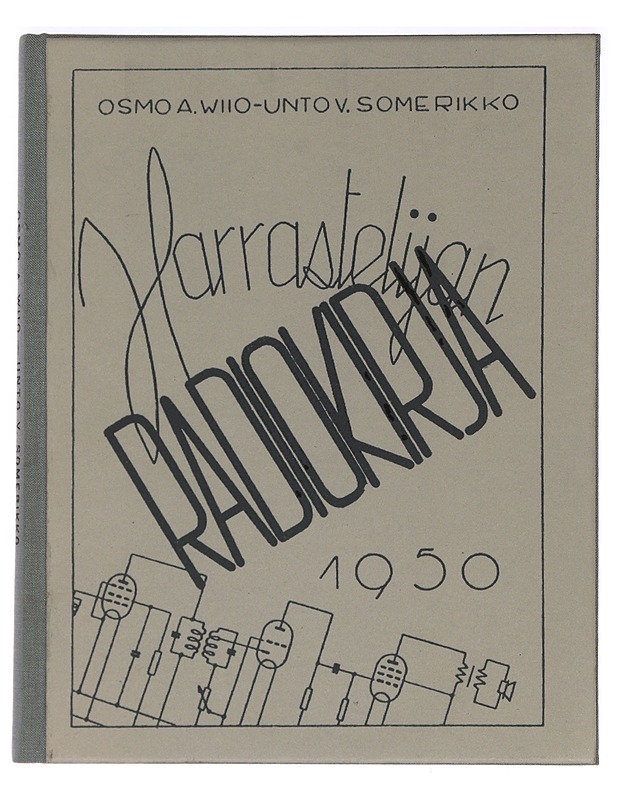 OSMO A. WIIO-UNTO V. SOMERIKKO
Harrastelijan
RADIOKIRJA
1950
OSMO A. WIIO - UNTO V. SOMERIKKO